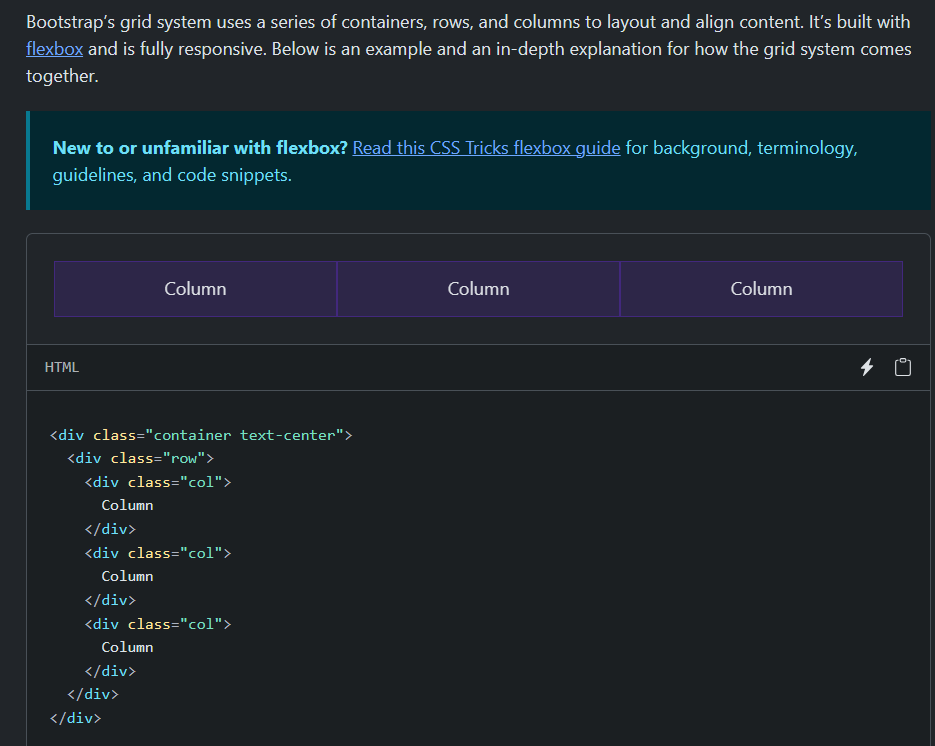 Bootstrap’s grid system uses a series of containers, rows, and columns to layout and align content. It’s built with
flexbox and is fully responsive. Below is an example and an in-depth explanation for how the grid system comes
together.
New to or unfamiliar with flexbox? Read this CSS Tricks flexbox guide for background, terminology,
guidelines, and code snippets.
Column Column Column
HTML
<div class="container text-center">
  <div class="row">
    <div class="col">
      Column
    </div>
    <div class="col">
      Column
    </div>
    <div class="col">
      Column
    </div>
  </div>
</div>